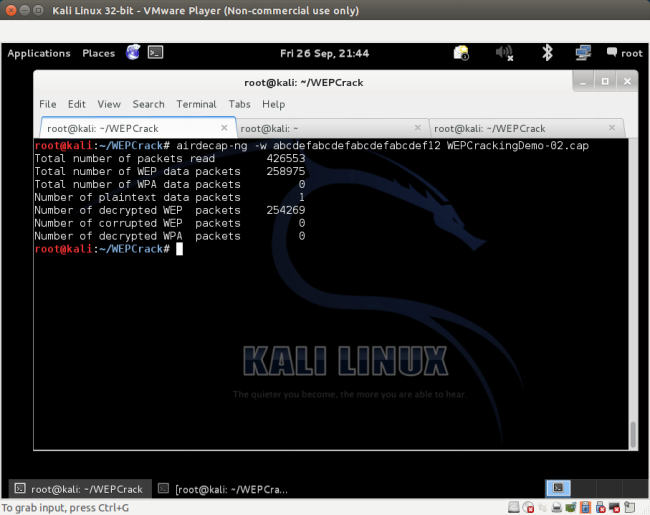 Kali Linux 32-bit - VMware Player (Non-commercial use only)
Applications Places Fri 26 Sep, 21:44 root
root@kali: ~/WEPCrack
File Edit View Search Terminal Tabs Help
root@kali: ~/WEPCrack root@kali: ~ root@kali: ~/WEPCrack
root@kali:~/WEPCrack# airdecap-ng -w abcdefabcdefabcdefabcdef12 WEPCrackingDemo-02.cap
Total number of packets read 426553
Total number of WEP data packets 258975
Total number of WPA data packets 0
Number of plaintext data packets 1
Number of decrypted WEP packets 254269
Number of corrupted WEP packets 0
Number of decrypted WPA packets 0
root@kali:~/WEPCrack#
KALI LINUX
The quieter you become, the more you are able to hear.
root@kali: ~/WEPCrack [root@kali: ~/WEPCra...
To grab input, press Ctrl+G